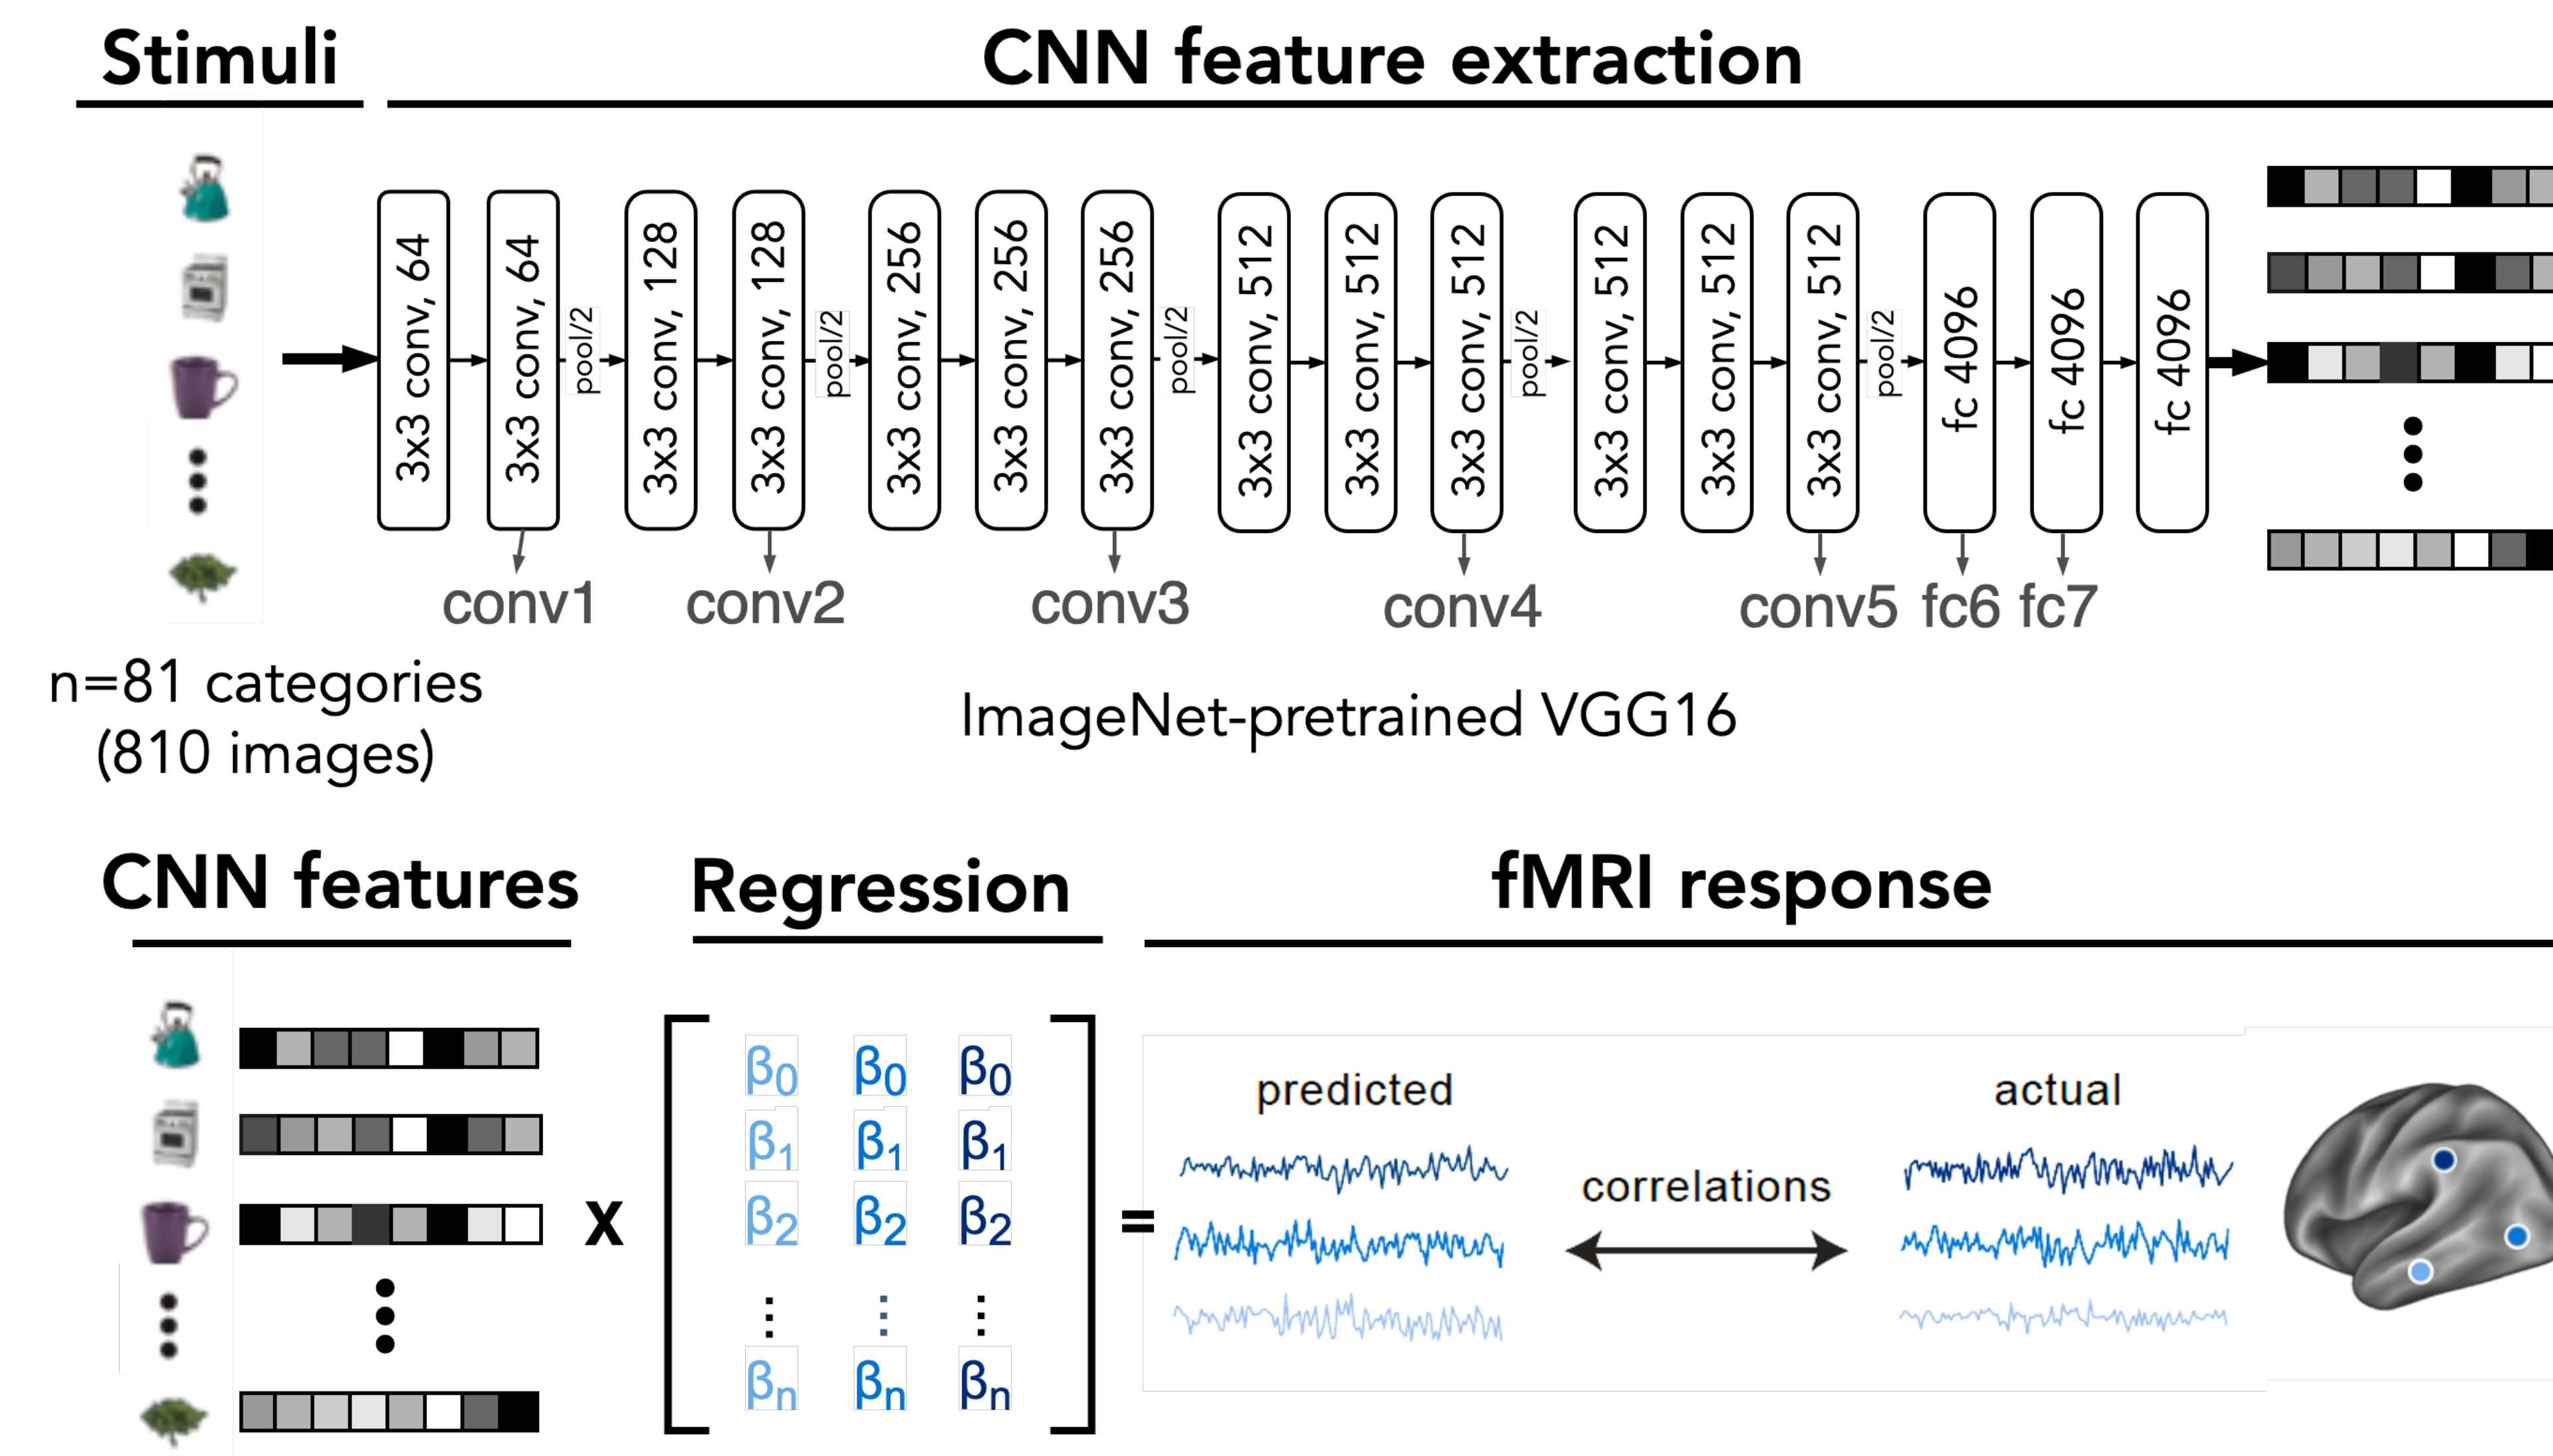 Stimuli
CNN feature extraction
3x3 conv, 64
3x3 conv, 64
pool/2
3x3 conv, 128
3x3 conv, 128
pool/2
3x3 conv, 256
3x3 conv, 256
3x3 conv, 256
pool/2
3x3 conv, 512
3x3 conv, 512
3x3 conv, 512
pool/2
3x3 conv, 512
3x3 conv, 512
3x3 conv, 512
pool/2
fc 4096
fc 4096
fc 4096
conv1
conv2
conv3
conv4
conv5
fc6
fc7
n=81 categories
(810 images)
ImageNet-pretrained VGG16
CNN features
Regression
fMRI response
x
β0 β0 β0
β1 β1 β1
β2 β2 β2
βn βn βn
=
predicted
correlations
actual